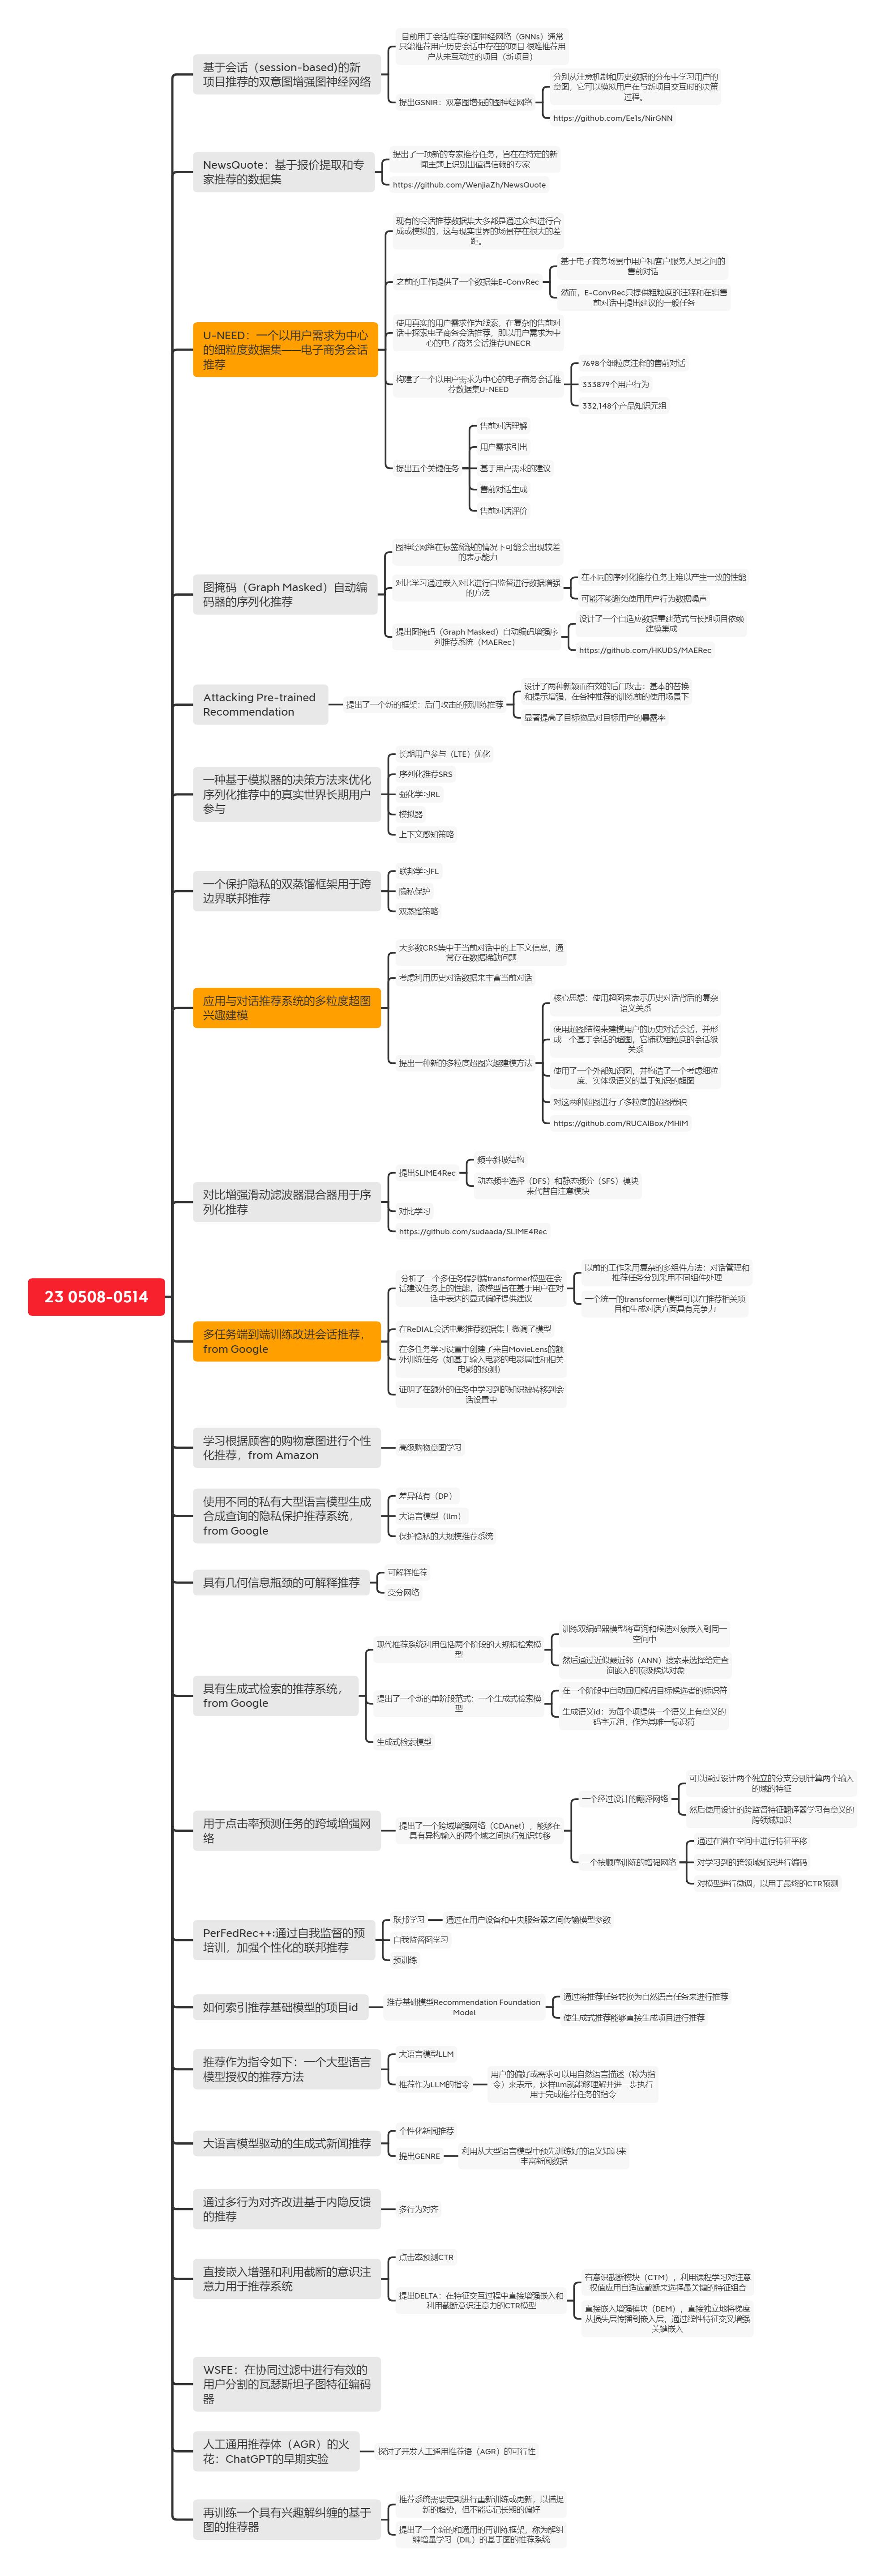 23 0508-0514
基于会话（session-based)的新
项目推荐的双意图增强图神经网络
目前用于会话推荐的图神经网络（GNNs）通常
只能推荐用户历史会话中存在的项目 很难推荐用
户从未互动过的项目（新项目）
提出GSNIR：双意图增强的图神经网络
分别从注意机制和历史数据的分布中学习用户的
意图，它可以模拟用户在与新项目交互时的决策
过程。
https://github.com/Ee1s/NirGNN
NewsQuote：基于报价提取和专
家推荐的数据集
提出了一项新的专家推荐任务，旨在在特定的新
闻主题上识别出值得信赖的专家
https://github.com/WenjiaZh/NewsQuote
U-NEED：一个以用户需求为中心
的细粒度数据集——电子商务会话
推荐
现有的会话推荐数据集大多都是通过众包进行合
成或模拟的，这与现实世界的场景存在很大的差
距。
之前的工作提供了一个数据集E-ConvRec
基于电子商务场景中用户和客户服务人员之间的
售前对话
然而，E-ConvRec只提供粗粒度的注释和在销售
前对话中提出建议的一般任务
使用真实的用户需求作为线索，在复杂的售前对
话中探索电子商务会话推荐，即以用户需求为中
心的电子商务会话推荐UNECR
构建了一个以用户需求为中心的电子商务会话推
荐数据集U-NEED
7698个细粒度注释的售前对话
333879个用户行为
332,148个产品知识元组
提出五个关键任务
售前对话理解
用户需求引出
基于用户需求的建议
售前对话生成
售前对话评价
图掩码（Graph Masked）自动编
码器的序列化推荐
图神经网络在标签稀缺的情况下可能会出现较差
的表示能力
对比学习通过嵌入对比进行自监督进行数据增强
的方法
在不同的序列化推荐任务上难以产生一致的性能
可能不能避免使用用户行为数据噪声
提出图掩码（Graph Masked）自动编码增强序
列推荐系统（MAERec）
设计了一个自适应数据重建范式与长期项目依赖
建模集成
https://github.com/HKUDS/MAERec
Attacking Pre-trained
Recommendation
提出了一个新的框架：后门攻击的预训练推荐
设计了两种新颖而有效的后门攻击：基本的替换
和提示增强，在各种推荐的训练前的使用场景下
显著提高了目标物品对目标用户的暴露率
一种基于模拟器的决策方法来优化
序列化推荐中的真实世界长期用户
参与
长期用户参与（LTE）优化
序列化推荐SRS
强化学习RL
模拟器
上下文感知策略
一个保护隐私的双蒸馏框架用于跨
边界联邦推荐
联邦学习FL
隐私保护
双蒸馏策略
应用与对话推荐系统的多粒度超图
兴趣建模
大多数CRS集中于当前对话中的上下文信息，通
常存在数据稀缺问题
考虑利用历史对话数据来丰富当前对话
提出一种新的多粒度超图兴趣建模方法
核心思想：使用超图来表示历史对话背后的复杂
语义关系
使用超图结构来建模用户的历史对话会话，并形
成一个基于会话的超图，它捕获粗粒度的会话级
关系
使用了一个外部知识图，并构造了一个考虑细粒
度、实体级语义的基于知识的超图
对这两种超图进行了多粒度的超图卷积
https://github.com/RUCAIBox/MHIM
对比增强滑动滤波器混合器用于序
列化推荐
提出SLIME4Rec
频率斜坡结构
动态频率选择（DFS）和静态频分（SFS）模块
来代替自注意模块
对比学习
https://github.com/sudaada/SLIME4Rec
多任务端到端训练改进会话推荐，
from Google
分析了一个多任务端到端transformer模型在会
话建议任务上的性能，该模型旨在基于用户在对
话中表达的显式偏好提供建议
以前的工作采用复杂的多组件方法：对话管理和
推荐任务分别采用不同组件处理
一个统一的transformer模型可以在推荐相关项
目和生成对话方面具有竞争力
在ReDIAL会话电影推荐数据集上微调了模型
在多任务学习设置中创建了来自MovieLens的额
外训练任务（如基于输入电影的电影属性和相关
电影的预测）
证明了在额外的任务中学习到的知识被转移到会
话设置中
学习根据顾客的购物意图进行个性
化推荐，from Amazon
高级购物意图学习
使用不同的私有大型语言模型生成
合成查询的隐私保护推荐系统，
from Google
差异私有（DP）
大语言模型（llm）
保护隐私的大规模推荐系统
具有几何信息瓶颈的可解释推荐
可解释推荐
变分网络
具有生成式检索的推荐系统，
from Google
现代推荐系统利用包括两个阶段的大规模检索模
型
训练双编码器模型将查询和候选对象嵌入到同一
空间中
然后通过近似最近邻（ANN）搜索来选择给定查
询嵌入的顶级候选对象
提出了一个新的单阶段范式：一个生成式检索模
型
在一个阶段中自动回归解码目标候选者的标识符
生成语义id：为每个项提供一个语义上有意义的
码字元组，作为其唯一标识符
生成式检索模型
用于点击率预测任务的跨域增强网
络
提出了一个跨域增强网络（CDAnet），能够在
具有异构输入的两个域之间执行知识转移
一个经过设计的翻译网络
可以通过设计两个独立的分支分别计算两个输入
的域的特征
然后使用设计的跨监督特征翻译器学习有意义的
跨领域知识
一个按顺序训练的增强网络
通过在潜在空间中进行特征平移
对学习到的跨领域知识进行编码
对模型进行微调，以用于最终的CTR预测
PerFedRec++:通过自我监督的预
培训，加强个性化的联邦推荐
联邦学习
通过在用户设备和中央服务器之间传输模型参数
自我监督图学习
预训练
如何索引推荐基础模型的项目id
推荐基础模型Recommendation Foundation
Model
通过将推荐任务转换为自然语言任务来进行推荐
使生成式推荐能够直接生成项目进行推荐
推荐作为指令如下：一个大型语言
模型授权的推荐方法
大语言模型LLM
推荐作为LLM的指令
用户的偏好或需求可以用自然语言描述（称为指
令）来表示，这样llm就能够理解并进一步执行
用于完成推荐任务的指令
大语言模型驱动的生成式新闻推荐
个性化新闻推荐
提出GENRE
利用从大型语言模型中预先训练好的语义知识来
丰富新闻数据
通过多行为对齐改进基于内隐反馈
的推荐
多行为对齐
直接嵌入增强和利用截断的意识注
意力用于推荐系统
点击率预测CTR
提出DELTA：在特征交互过程中直接增强嵌入和
利用截断意识注意力的CTR模型
有意识截断模块（CTM），利用课程学习对注意
权值应用自适应截断来选择最关键的特征组合
直接嵌入增强模块（DEM），直接独立地将梯度
从损失层传播到嵌入层，通过线性特征交叉增强
关键嵌入
WSFE：在协同过滤中进行有效的
用户分割的瓦瑟斯坦子图特征编码
器
人工通用推荐体（AGR）的火
花：ChatGPT的早期实验
探讨了开发人工通用推荐语（AGR）的可行性
再训练一个具有兴趣解纠缠的基于
图的推荐器
推荐系统需要定期进行重新训练或更新，以捕捉
新的趋势，但不能忘记长期的偏好
提出了一个新的和通用的再训练框架，称为解纠
缠增量学习（DIL）的基于图的推荐系统